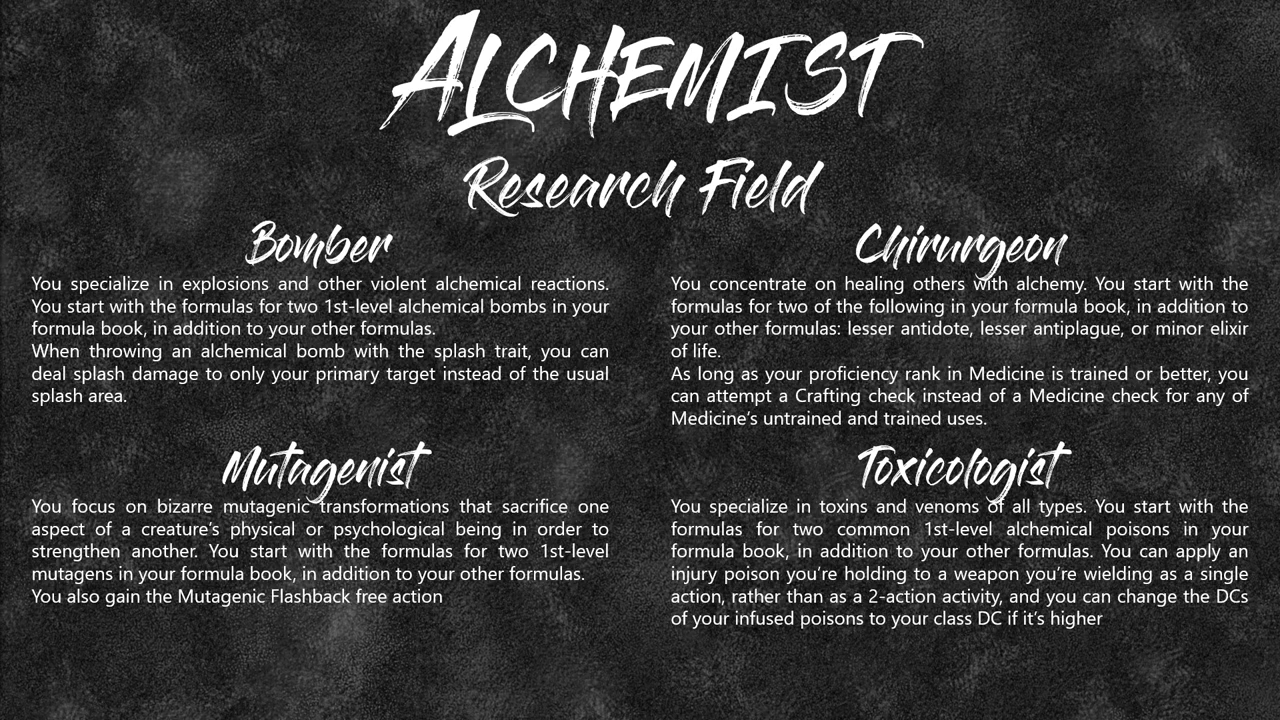 ALCHEMIST
Research Field
Bomber
You specialize in explosions and other violent alchemical reactions.
You start with the formulas for two 1st-level alchemical bombs in your
formula book, in addition to your other formulas.
When throwing an alchemical bomb with the splash trait, you can
deal splash damage to only your primary target instead of the usual
splash area.
Chirurgeon
You concentrate on healing others with alchemy. You start with the
formulas for two of the following in your formula book, in addition to
your other formulas: lesser antidote, lesser antiplague, or minor elixir
of life.
As long as your proficiency rank in Medicine is trained or better, you
can attempt a Crafting check instead of a Medicine check for any of
Medicine’s untrained and trained uses.
Mutagenist
You focus on bizarre mutagenic transformations that sacrifice one
aspect of a creature’s physical or psychological being in order to
strengthen another. You start with the formulas for two 1st-level
mutagens in your formula book, in addition to your other formulas.
You also gain the Mutagenic Flashback free action
Toxicologist
You specialize in toxins and venoms of all types. You start with the
formulas for two common 1st-level alchemical poisons in your
formula book, in addition to your other formulas. You can apply an
injury poison you’re holding to a weapon you’re wielding as a single
action, rather than as a 2-action activity, and you can change the DCs
of your infused poisons to your class DC if it’s higher